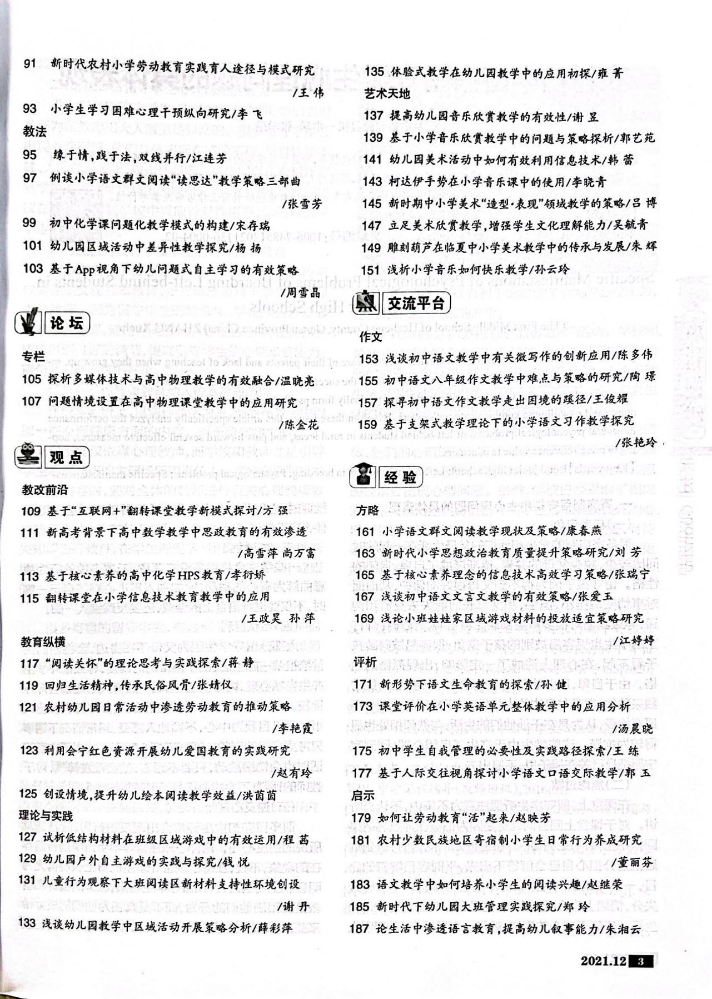 91 新时代农村小学劳动教育实践育人途径与模式研究
/王 伟
93 小学生学习困难心理干预纵向研究/李 飞
教法
95 缘于情,践于法,双线并行/江连芳
97 例谈小学语文群文阅读“读思达”教学策略三部曲
/张雪芳
99 初中化学课问题化教学模式的构建/宋存瑞
101 幼儿园区域活动中差异性教学探究/杨 扬
103 基于App视角下幼儿问题式自主学习的有效策略
/周雪晶
论坛
专栏
105 探析多媒体技术与高中物理教学的有效融合/温晓亮
107 问题情境设置在高中物理课堂教学中的应用研究
/陈金花
观点
教改前沿
109 基于“互联网+”翻转课堂教学新模式探讨/方 强
111 新高考背景下高中数学教学中思政教育的有效渗透
/高雪萍 尚万富
113 基于核心素养的高中化学HPS教育/孝衍娇
115 翻转课堂在小学信息技术教育教学中的应用
/王政昊 孙 萍
教育纵横
117 “阅读关怀”的理论思考与实践探索/蒋 静
119 回归生活精神,传承民俗风骨/张婧仪
121 农村幼儿园日常活动中渗透劳动教育的推动策略
/李艳霞
123 利用会宁红色资源开展幼儿爱国教育的实践研究
/赵有玲
125 创设情境,提升幼儿绘本阅读教学效益/洪茵茵
理论与实践
127 试析低结构材料在班级区域游戏中的有效运用/程 茜
129 幼儿园户外自主游戏的实践与探究/钱 悦
131 儿童行为观察下大班阅读区新材料支持性环境创设
/谢 丹
133 浅谈幼儿园教学中区域活动开展策略分析/薛彩萍
135 体验式教学在幼儿园教学中的应用初探/雍 菁
艺术天地
137 提高幼儿园音乐欣赏教学的有效性/谢 昱
139 基于小学音乐欣赏教学中的问题与策略探析/郭艺苑
141 幼儿园美术活动中如何有效利用信息技术/韩 蕾
143 柯达伊手势在小学音乐课中的使用/李晓青
145 新时期中小学美术“造型·表现”领域教学的策略/吕 博
147 立足美术欣赏教学,增强学生文化理解能力/吴毓青
149 雕刻葫芦在临夏中小学美术教学中的传承与发展/朱 辉
151 浅析小学音乐如何快乐教学/孙云玲
交流平台
作文
153 浅谈初中语文教学中有关微写作的创新应用/陈多伟
155 初中语文八年级作文教学中难点与策略的研究/陶 璟
157 探寻初中语文作文教学走出困境的蹊径/王俊耀
159 基于支架式教学理论下的小学语文习作教学探究
/张艳玲
经验
方略
161 小学语文群文阅读教学现状及策略/康春燕
163 新时代小学思想政治教育质量提升策略研究/刘 芳
165 基于核心素养理念的信息技术高效学习策略/张瑞宁
167 浅谈初中语文文言文教学的有效策略/张爱玉
169 浅论小班娃娃家区域游戏材料的投放适宜策略研究
/江婷婷
评析
171 新形势下语文生命教育的探索/孙 健
173 课堂评价在小学英语单元整体教学中的应用分析
/汤晨晓
175 初中学生自我管理的必要性及实践路径探索/王 练
177 基于人际交往视角探讨小学语文口语交际教学/郭 玉
启示
179 如何让劳动教育“活”起来/赵映芳
181 农村少数民族地区寄宿制小学生日常行为养成研究
/董丽芬
183 语文教学中如何培养小学生的阅读兴趣/赵继荣
185 新时代下幼儿园大班管理实践探究/郑 玲
187 论生活中渗透语言教育,提高幼儿叙事能力/朱湘云
2021.12 3